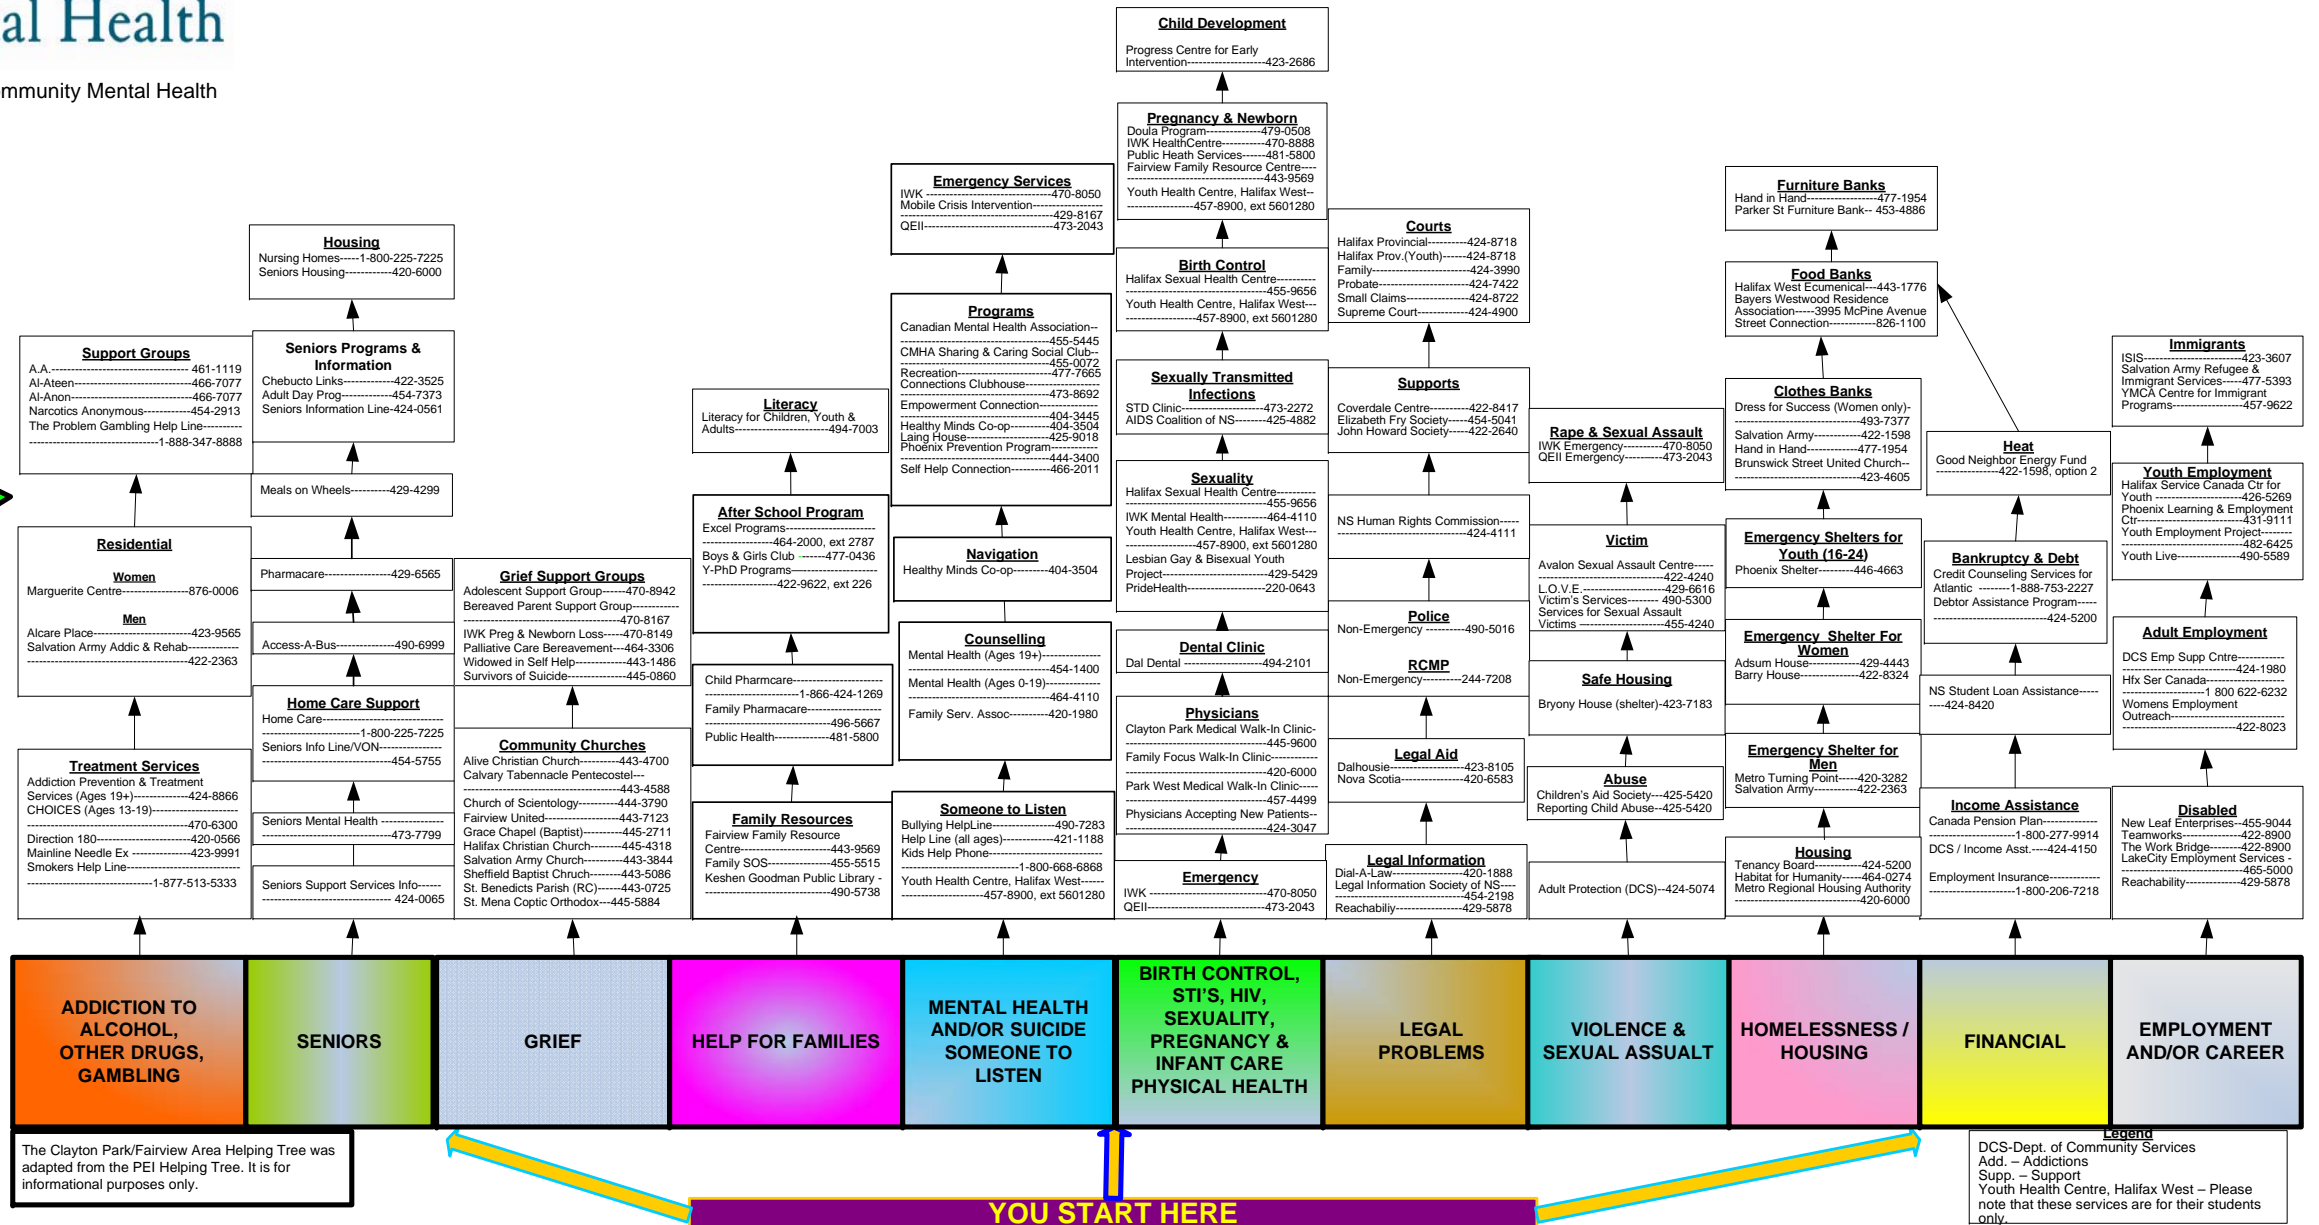 al Health
mmunity Mental Health
Support Groups
A.A.----------------------------------- 461-1119
Al-Ateen------------------------------466-7077
Al-Anon-------------------------------466-7077
Narcotics Anonymous------------454-2913
The Problem Gambling Help Line----------
----------------------------1-888-347-8888
Residential
Women
Marguerite Centre-----------------876-0006
Men
Alcare Place------------------------423-9565
Salvation Army Addic & Rehab-------------
----------------------------------422-2363
Treatment Services
Addiction Prevention & Treatment
Services (Ages 19+)-------------424-8866
CHOICES (Ages 13-19)----------------------
----------------------------------470-6300
Direction 180-----------------------420-0566
Mainline Needle Ex --------------423-9991
Smokers Help Line----------------------------
---------------------------1-877-513-5333
ADDICTION TO
ALCOHOL,
OTHER DRUGS,
GAMBLING
Housing
Nursing Homes-----1-800-225-7225
Seniors Housing------------420-6000
Seniors Programs &
Information
Chebucto Links-------------422-3525
Adult Day Prog-------------454-7373
Seniors Information Line-424-0561
Meals on Wheels----------429-4299
Pharmacare-----------------429-6565
Access-A-Bus---------------490-6999
Home Care Support
Home Care-------------------------------
-------------------------1-800-225-7225
Seniors Info Line/VON----------------
---------------------------------454-5755
Seniors Mental Health ----------------
---------------------------------473-7799
Seniors Support Services Info------
--------------------------------- 424-0065
SENIORS
Grief Support Groups
Adolescent Support Group------470-8942
Bereaved Parent Support Group------------
--------------------------------470-8167
IWK Preg & Newborn Loss-----470-8149
Palliative Care Bereavement---464-3306
Widowed in Self Help-------------443-1486
Survivors of Suicide---------------445-0860
Community Churches
Alive Christian Church----------443-4700
Calvary Tabennacle Pentecostel---
--------------------------------443-4588
Church of Scientology----------444-3790
Fairview United-------------------443-7123
Grace Chapel (Baptist)---------445-2711
Halifax Christian Church-------445-4318
Salvation Army Church--------443-3844
Sheffield Baptist Chruch-------443-5086
St. Benedicts Parish (RC)-----443-0725
St. Mena Coptic Orthodox---445-5884
GRIEF
Literacy
Literacy for Children, Youth &
Adults------------------------494-7003
After School Program
Excel Programs-----------------------
------------------464-2000, ext 2787
Boys & Girls Club ------477-0436
Y-PhD Programs----------------------
-------------------422-9622, ext 226
Child Pharmcare-----------------------
------------------------1-866-424-1269
Family Pharmacare-------------------
--------------------------------496-5667
Public Health---------------------481-5800
Family Resources
Fairview Family Resource
Centre-----------------------443-9569
Family SOS----------------455-5515
Keshen Goodman Public Library -
--------------------------------490-5738
HELP FOR FAMILIES
Emergency Services
IWK --------------------------------470-8050
Mobile Crisis Intervention------------------
---------------------------------------429-8167
QEII---------------------------------473-2043
Programs
Canadian Mental Health Association--
--------------------------------------455-5445
CMHA Sharing & Caring Social Club--
--------------------------------------455-0072
Recreation------------------------477-7665
Connections Clubhouse-------------------
--------------------------------------473-8692
Empowerment Connection---------------
--------------------------------------404-3445
Healthy Minds Co-op---------404-3504
Laing House--------------------425-9018
Phoenix Prevention Program------------
--------------------------------------444-3400
Self Help Connection----------466-2011
Navigation
Healthy Minds Co-op---------404-3504
Counselling
Mental Health (Ages 19+)---------------
------------------------------------454-1400
Mental Health (Ages 0-19)--------------
------------------------------------464-4110
Family Serv. Assoc----------420-1980
Someone to Listen
Bullying HelpLine----------------490-7283
Help Line (all ages)-------------421-1188
Kids Help Phone-----------------------------
------------------------------1-800-668-6868
Youth Health Centre, Halifax West------
---------------------457-8900, ext 5601280
MENTAL HEALTH
AND/OR SUICIDE
SOMEONE TO
LISTEN
Child Development
Progress Centre for Early
Intervention--------------------423-2686
Pregnancy & Newborn
Doula Program--------------479-0508
IWK HealthCentre-----------470-8888
Public Heath Services------481-5800
Fairview Family Resource Centre----
-----------------------------------443-9569
Youth Health Centre, Halifax West--
-----------------457-8900, ext 5601280
Birth Control
Halifax Sexual Health Centre----------
------------------------------------455-9656
Youth Health Centre, Halifax West---
-----------------457-8900, ext 5601280
Sexually Transmitted
Infections
STD Clinic---------------------473-2272
AIDS Coalition of NS-------425-4882
Sexuality
Halifax Sexual Health Centre----------
------------------------------------455-9656
IWK Mental Health---------464-4110
Youth Health Centre, Halifax West---
------------------457-8900, ext 5601280
Lesbian Gay & Bisexual Youth
Project--------------------------429-5429
PrideHealth-------------------220-0643
Dental Clinic
Dal Dental --------------------494-2101
Physicians
Clayton Park Medical Walk-In Clinic-
------------------------------------445-9600
Family Focus Walk-In Clinic-----------
------------------------------------420-6000
Park West Medical Walk-In Clinic-----
------------------------------------457-4499
Physicians Accepting New Patients--
------------------------------------424-3047
Emergency
IWK ------------------------------470-8050
QEII------------------------------473-2043
BIRTH CONTROL,
STI'S, HIV,
SEXUALITY,
PREGNANCY &
INFANT CARE
PHYSICAL HEALTH
Courts
Halifax Provincial----------424-8718
Halifax Prov.(Youth)------424-8718
Family-------------------------424-3990
Probate-----------------------424-7422
Small Claims----------------424-8722
Supreme Court-------------424-4900
Supports
Coverdale Centre---------422-8417
Elizabeth Fry Society-----454-5041
John Howard Society----422-2640
NS Human Rights Commission-----
---------------------------------424-4111
Police
Non-Emergency ----------490-5016
RCMP
Non-Emergency---------244-7208
Legal Aid
Dalhousie-------------------423-8105
Nova Scotia----------------420-6583
Legal Information
Dial-A-Law--------------------420-1888
Legal Information Society of NS----
---------------------------------454-2198
Reachabiliy-----------------429-5878
LEGAL
PROBLEMS
Rape & Sexual Assault
IWK Emergency----------470-8050
QEII Emergency---------473-2043
Victim
Avalon Sexual Assault Centre-----
--------------------------------422-4240
L.O.V.E.----------------------429-6616
Victim's Services-------- 490-5300
Services for Sexual Assault
Victims ----------------------455-4240
Safe Housing
Bryony House (shelter)-423-7183
Abuse
Children's Aid Society---425-5420
Reporting Child Abuse--425-5420
Adult Protection (DCS)--424-5074
VIOLENCE &
SEXUAL ASSUALT
Furniture Banks
Hand in Hand------------------477-1954
Parker St Furniture Bank-- 453-4886
Food Banks
Halifax West Ecumenical---443-1776
Bayers Westwood Residence
Association-----3995 McPine Avenue
Street Connection------------826-1100
Clothes Banks
Dress for Success (Women only)-
--------------------------------493-7377
Salvation Army------------422-1598
Hand in Hand-------------477-1954
Brunswick Street United Church--
--------------------------------423-4605
Emergency Shelters for
Youth (16-24)
Phoenix Shelter-----------446-4663
Emergency Shelter For
Women
Adsum House-------------429-4443
Barry House---------------422-8324
Emergency Shelter for
Men
Metro Turning Point-----420-3282
Salvation Army-----------422-2363
Housing
Tenancy Board----------424-5200
Habitat for Humanity-----464-0274
Metro Regional Housing Authority
--------------------------------420-6000
HOMELESSNESS /
HOUSING
Heat
Good Neighbor Energy Fund
----------------422-1598, option 2
Bankruptcy & Debt
Credit Counseling Services for
Atlantic --------1-888-753-2227
Debtor Assistance Program-----
-----------------------------424-5200
NS Student Loan Assistance-----
----424-8420
Income Assistance
Canada Pension Plan--------------
----------------------1-800-277-9914
DCS / Income Asst.----424-4150
Employment Insurance-------------
----------------------1-800-206-7218
FINANCIAL
Immigrants
ISIS-------------------------423-3607
Salvation Army Refugee &
Immigrant Services-----477-5393
YMCA Centre for Immigrant
Programs------------------457-9622
Youth Employment
Halifax Service Canada Ctr for
Youth ----------------------426-5269
Phoenix Learning & Employment
Ctr---------------------------431-9111
Youth Employment Project--------
-------------------------------482-6425
Youth Live----------------490-5589
Adult Employment
DCS Emp Supp Cntre------------
-----------------------------424-1980
Hfx Ser Canada---------------------
---------------------1 800 622-6232
Womens Employment
Outreach-----------------------------
-----------------------------422-8023
Disabled
New Leaf Enterprises--455-9044
Teamworks--------------422-8900
The Work Bridge-------422-8900
LakeCity Employment Services -
-------------------------------465-5000
Reachability---------------429-5878
EMPLOYMENT
AND/OR CAREER
The Clayton Park/Fairview Area Helping Tree was
adapted from the PEI Helping Tree. It is for
informational purposes only.
YOU START HERE
Legend
DCS-Dept. of Community Services
Add. – Addictions
Supp. – Support
Youth Health Centre, Halifax West – Please
note that these services are for their students
only.